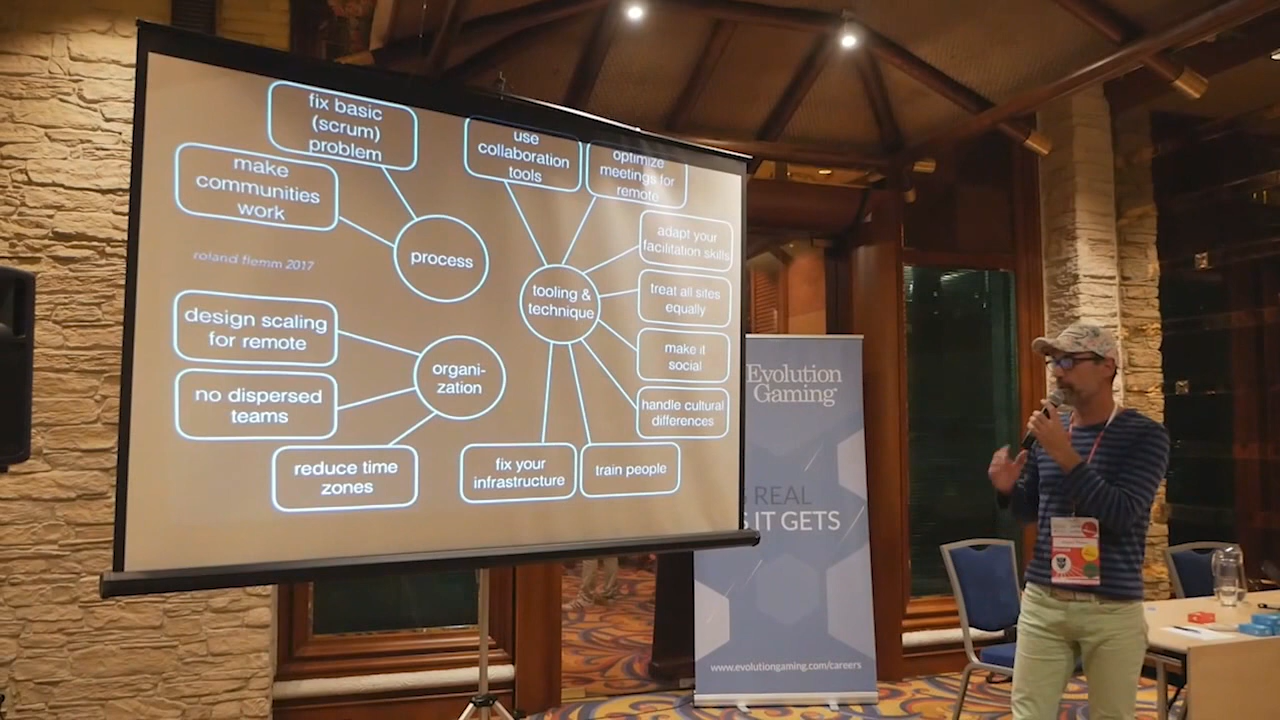 fix basic
(scrum)
problem
make
communities
work
process
roland flemm 2017
design scaling
for remote
no dispersed
teams
reduce time
zones
organi-
zation
use
collaboration
tools
optimize
meetings for
remote
adapt your
facilitation skills
treat all sites
equally
make it
social
handle cultural
differences
tooling &
technique
fix your
infrastructure
train people
Evolution
Gaming
REAL
IT GETS
www.evolutiongaming.com/careers